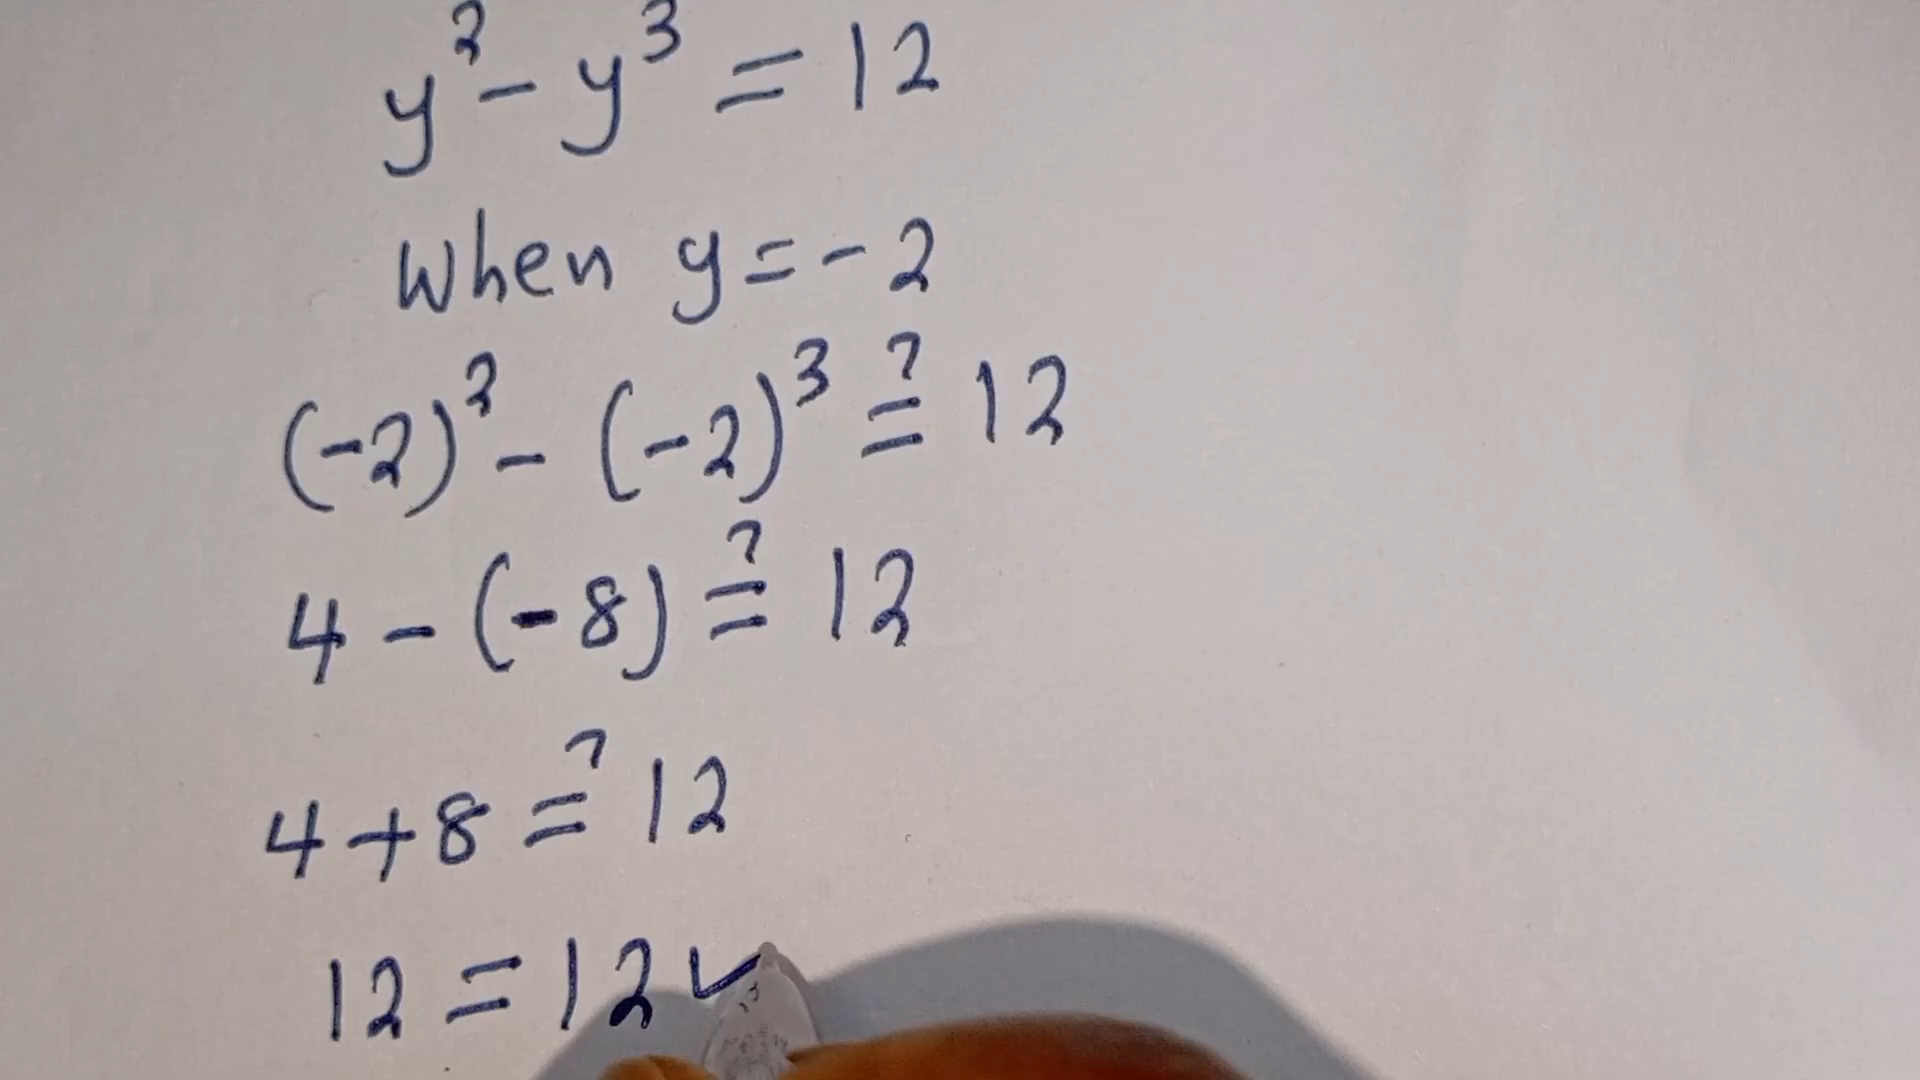 y² - y³ = 12
When y = -2
(-2)² - (-2)³ ≟ 12
4 - (-8) ≟ 12
4 + 8 ≟ 12
12 = 12 ✓